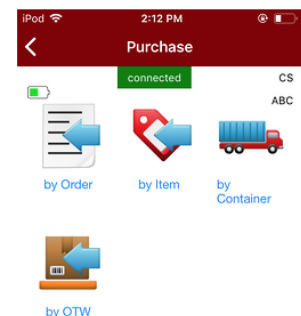 iPod 2:12 PM
Purchase
connected CS
ABC
by Order by Item by
Container
by OTW